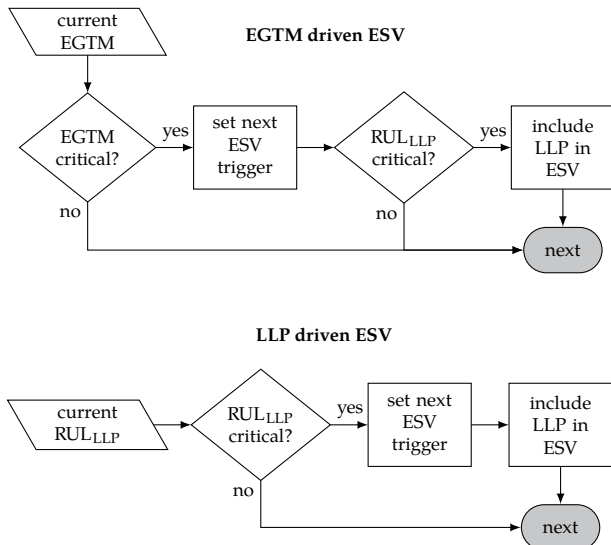 current
EGTM
EGTM driven ESV
EGTM
critical?
yes
set next
ESV
trigger
RUL_LLP
critical?
yes
include
LLP in
ESV
no
no
next
LLP driven ESV
current
RUL_LLP
RUL_LLP
critical?
yes
set next
ESV
trigger
include
LLP in
ESV
no
next